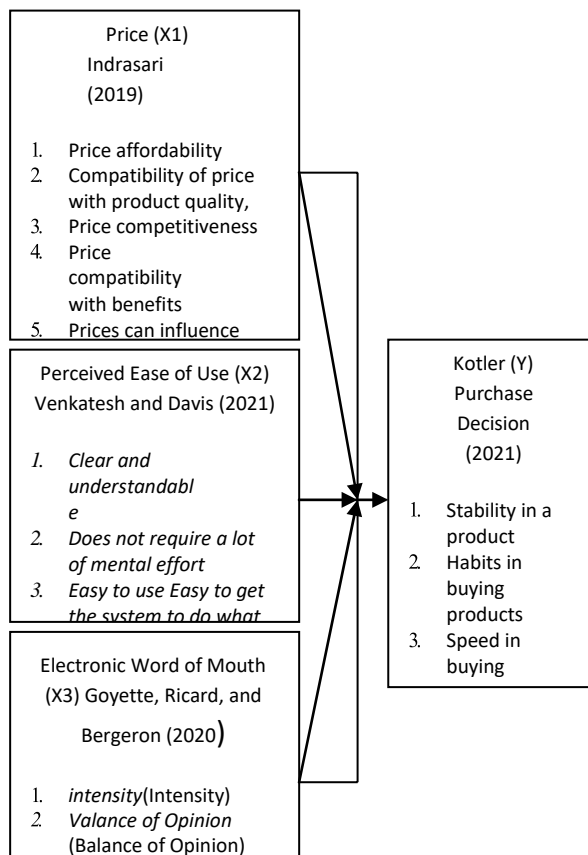 Price (X1)
Indrasari
(2019)
1. Price affordability
2. Compatibility of price
with product quality,
3. Price competitiveness
4. Price
compatibility
with benefits
5. Prices can influence
Perceived Ease of Use (X2)
Venkatesh and Davis (2021)
1. Clear and
understandabl
e
2. Does not require a lot
of mental effort
3. Easy to use Easy to get
the system to do what
Electronic Word of Mouth
(X3) Goyette, Ricard, and
Bergeron (2020)
1. intensity(Intensity)
2. Valance of Opinion
(Balance of Opinion)
Kotler (Y)
Purchase
Decision
(2021)
1. Stability in a
product
2. Habits in
buying
products
3. Speed in
buying